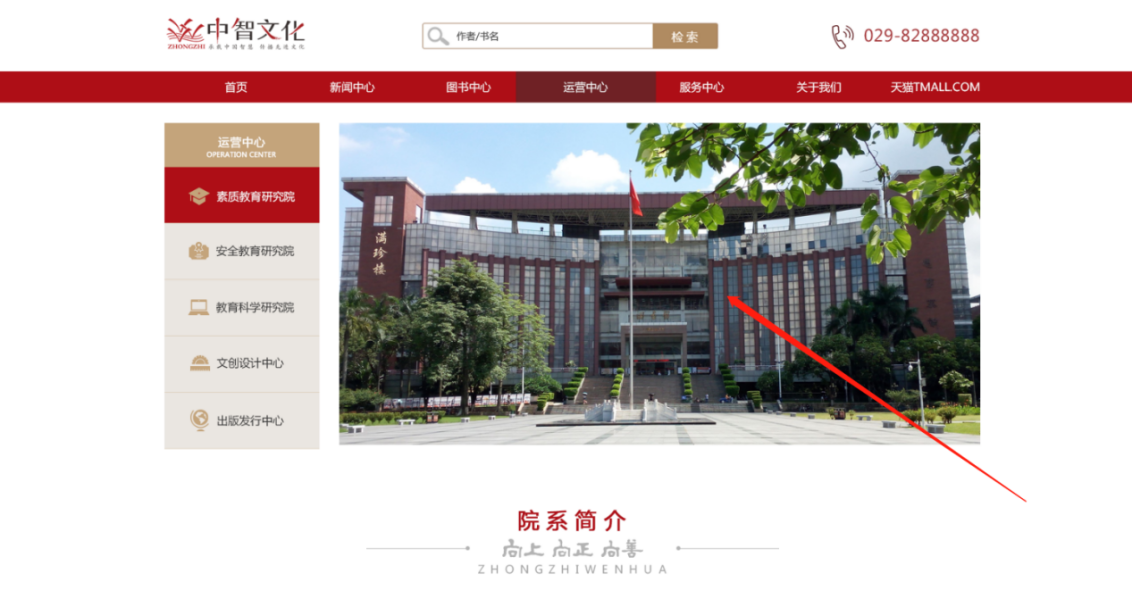 中智文化
ZHONGZHI
作者/书名
检索
029-82888888
首页
新闻中心
图书中心
运营中心
服务中心
关于我们
天猫TMALL.COM
运营中心
OPERATION CENTER
素质教育研究院
安全教育研究院
教育科学研究院
文创设计中心
出版发行中心
满珍楼
院系简介
向上 向正 向善
ZHONGZHIWENHUA